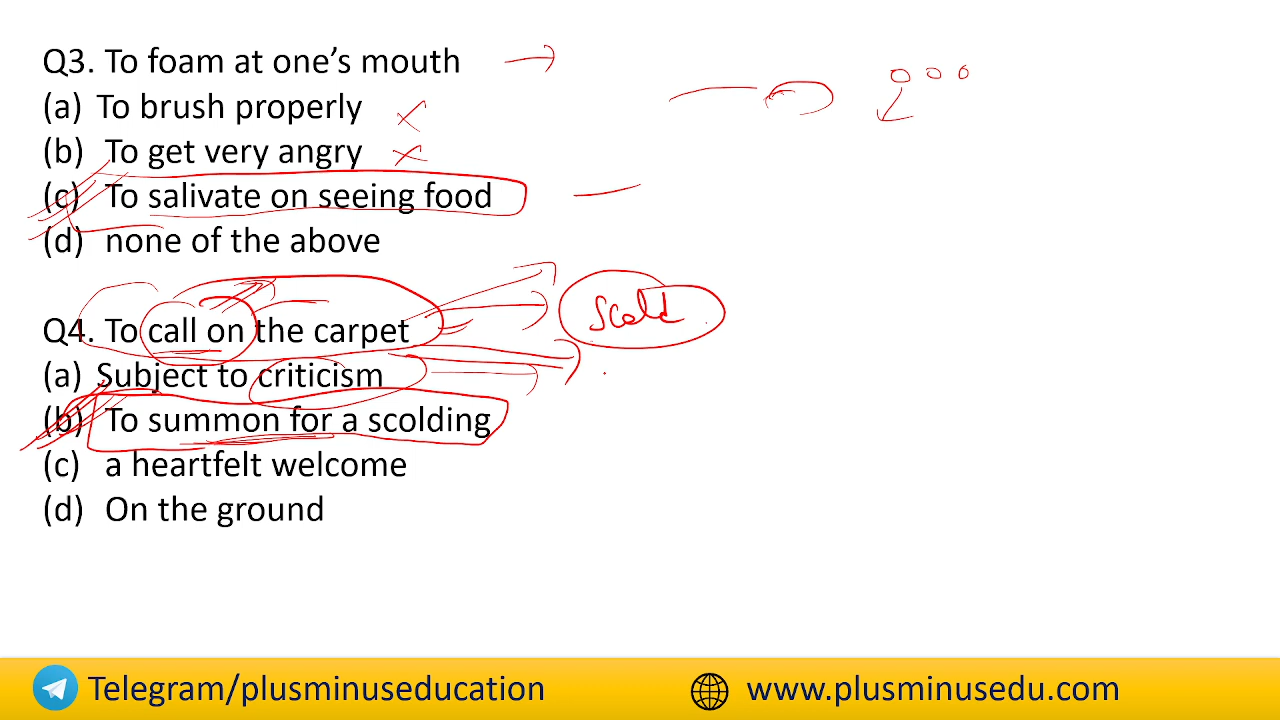 Q3. To foam at one's mouth
(a) To brush properly
(b) To get very angry
(c) To salivate on seeing food
(d) none of the above
Q4. To call on the carpet
scold
(a) Subject to criticism
(b) To summon for a scolding
(c) a heartfelt welcome
(d) On the ground
Telegram/plusminuseducation
www.plusminusedu.com